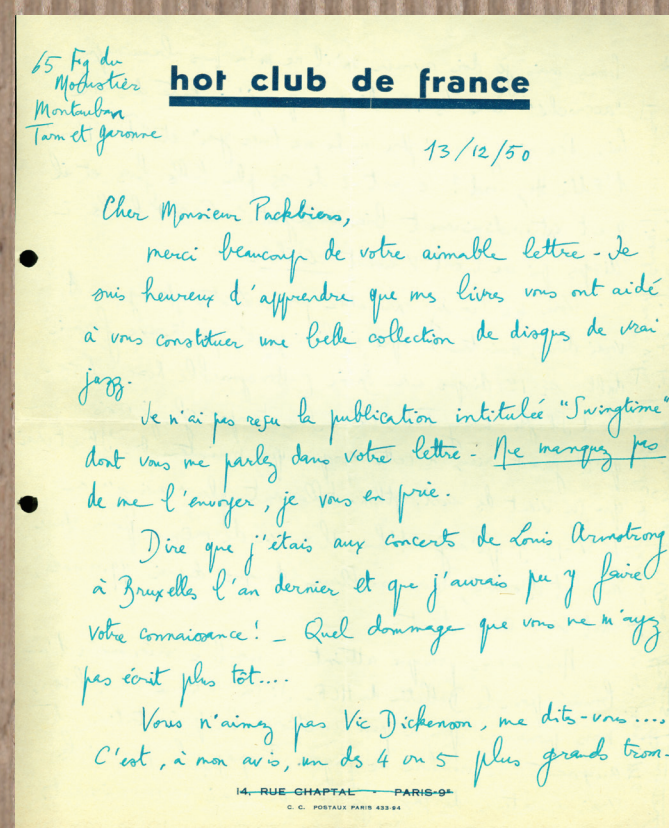 65 Fg du
Moustier
Montauban
Tarn et Garonne
hot club de france
13/12/50
Cher Monsieur Packbiers,
merci beaucoup de votre aimable lettre - Je
suis heureux d'apprendre que mes livres vous ont aidé
à vous constituer une belle collection de disques de vrai
jazz.
Je n'ai pas reçu la publication intitulée "Swingtime"
dont vous me parlez dans votre lettre - Ne manquez pas
de me l'envoyer, je vous en prie.
Dire que j'étais aux concerts de Louis Armstrong
à Bruxelles l'an dernier et que j'aurais pu y faire
votre connaissance! - Quel dommage que vous ne m'ayez
pas écrit plus tôt....
Vous n'aimez pas Vic Dickenson, me dites-vous....
C'est, à mon avis, un des 4 ou 5 plus grands trom-
14, RUE CHAPTAL - PARIS-9e
C. C. POSTAUX PARIS 433-94